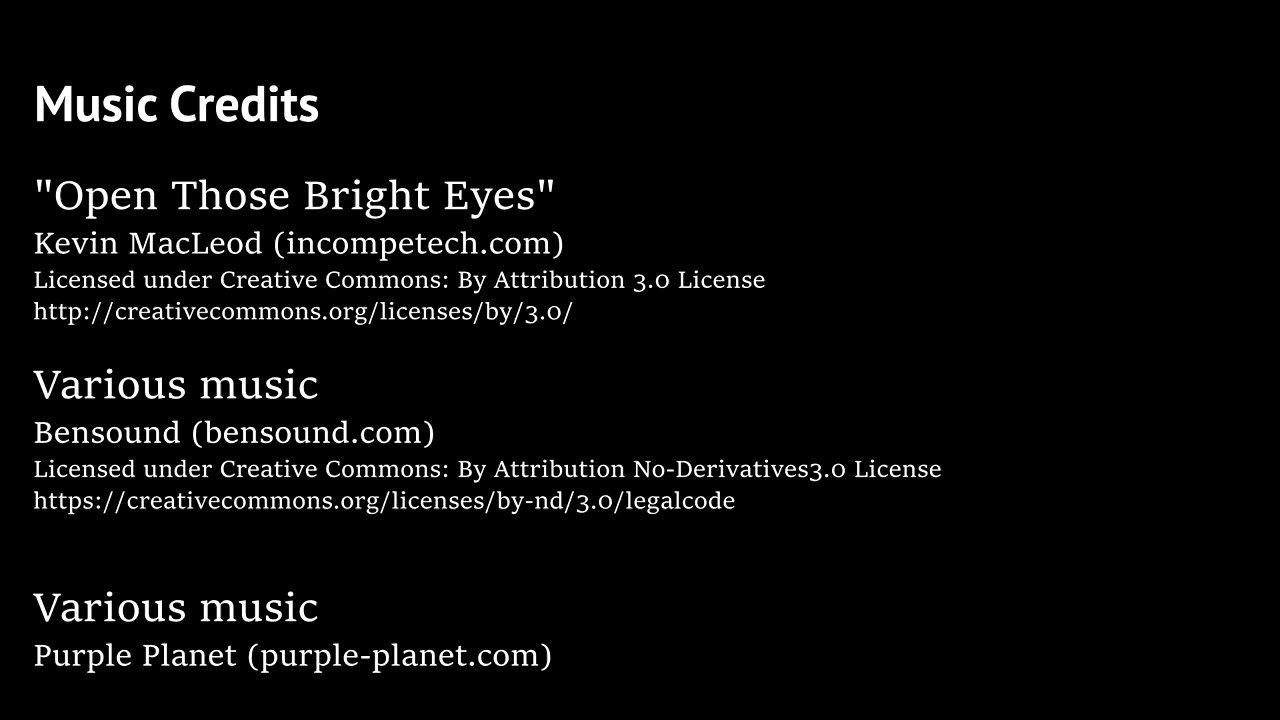 Music Credits
"Open Those Bright Eyes"
Kevin MacLeod (incompetech.com)
Licensed under Creative Commons: By Attribution 3.0 License
http://creativecommons.org/licenses/by/3.0/
Various music
Bensound (bensound.com)
Licensed under Creative Commons: By Attribution No-Derivatives3.0 License
https://creativecommons.org/licenses/by-nd/3.0/legalcode
Various music
Purple Planet (purple-planet.com)